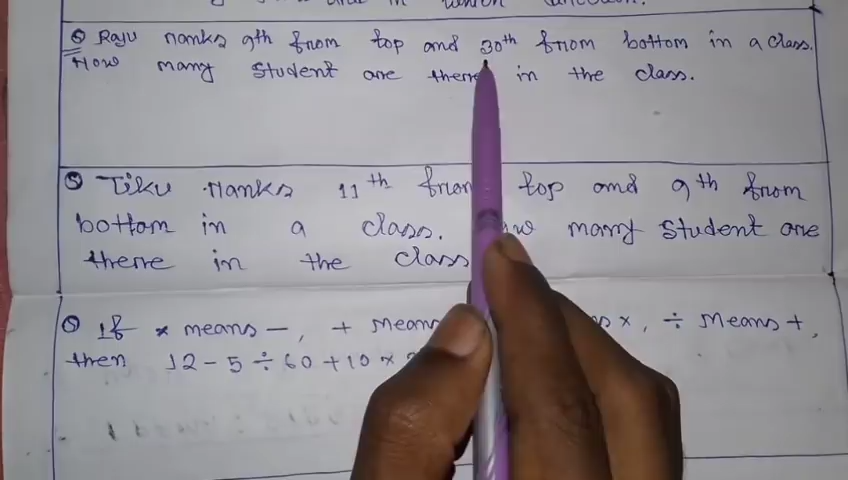 in which
Q Raju ranks 9th from top and 30th from bottom in a class.
How many student are there in the class.
Q Tiku ranks 11th from top and 9th from
bottom in a class. many student are
there in the class
Q If × means –, + means ×, ÷ means +,
then 12 – 5 ÷ 60 + 10 ×